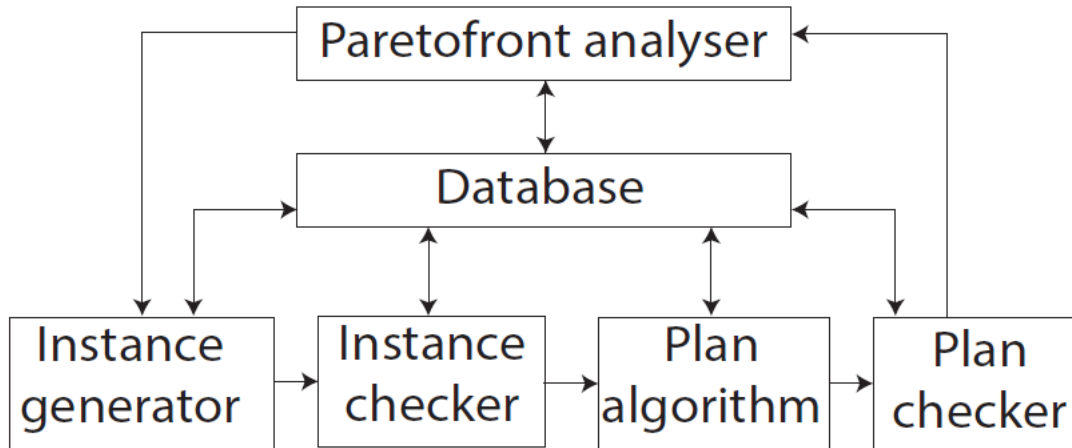 Paretofront analyser
Database
Instance
generator
Instance
checker
Plan
algorithm
Plan
checker